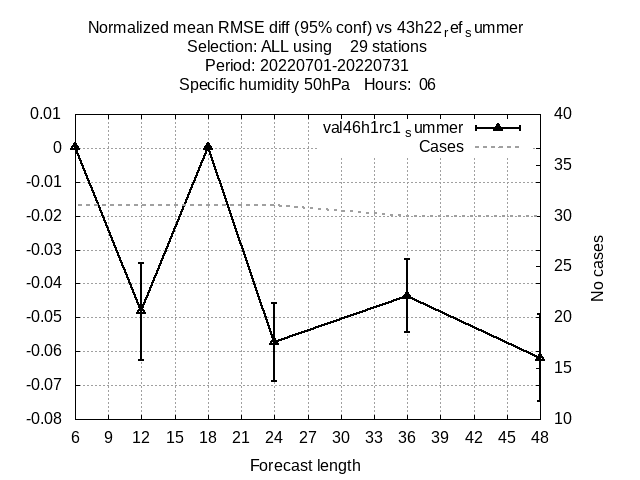 Normalized mean RMSE diff (95% conf) vs 43h22refsummer
Selection: ALL using 29 stations
Period: 20220701-20220731
Specific humidity 50hPa Hours: 06
val46h1rc1summer
Cases
0.01
0
-0.01
-0.02
-0.03
-0.04
-0.05
-0.06
-0.07
-0.08
40
35
30
25
20
15
10
No cases
6 9 12 15 18 21 24 27 30 33 36 39 42 45 48
Forecast length